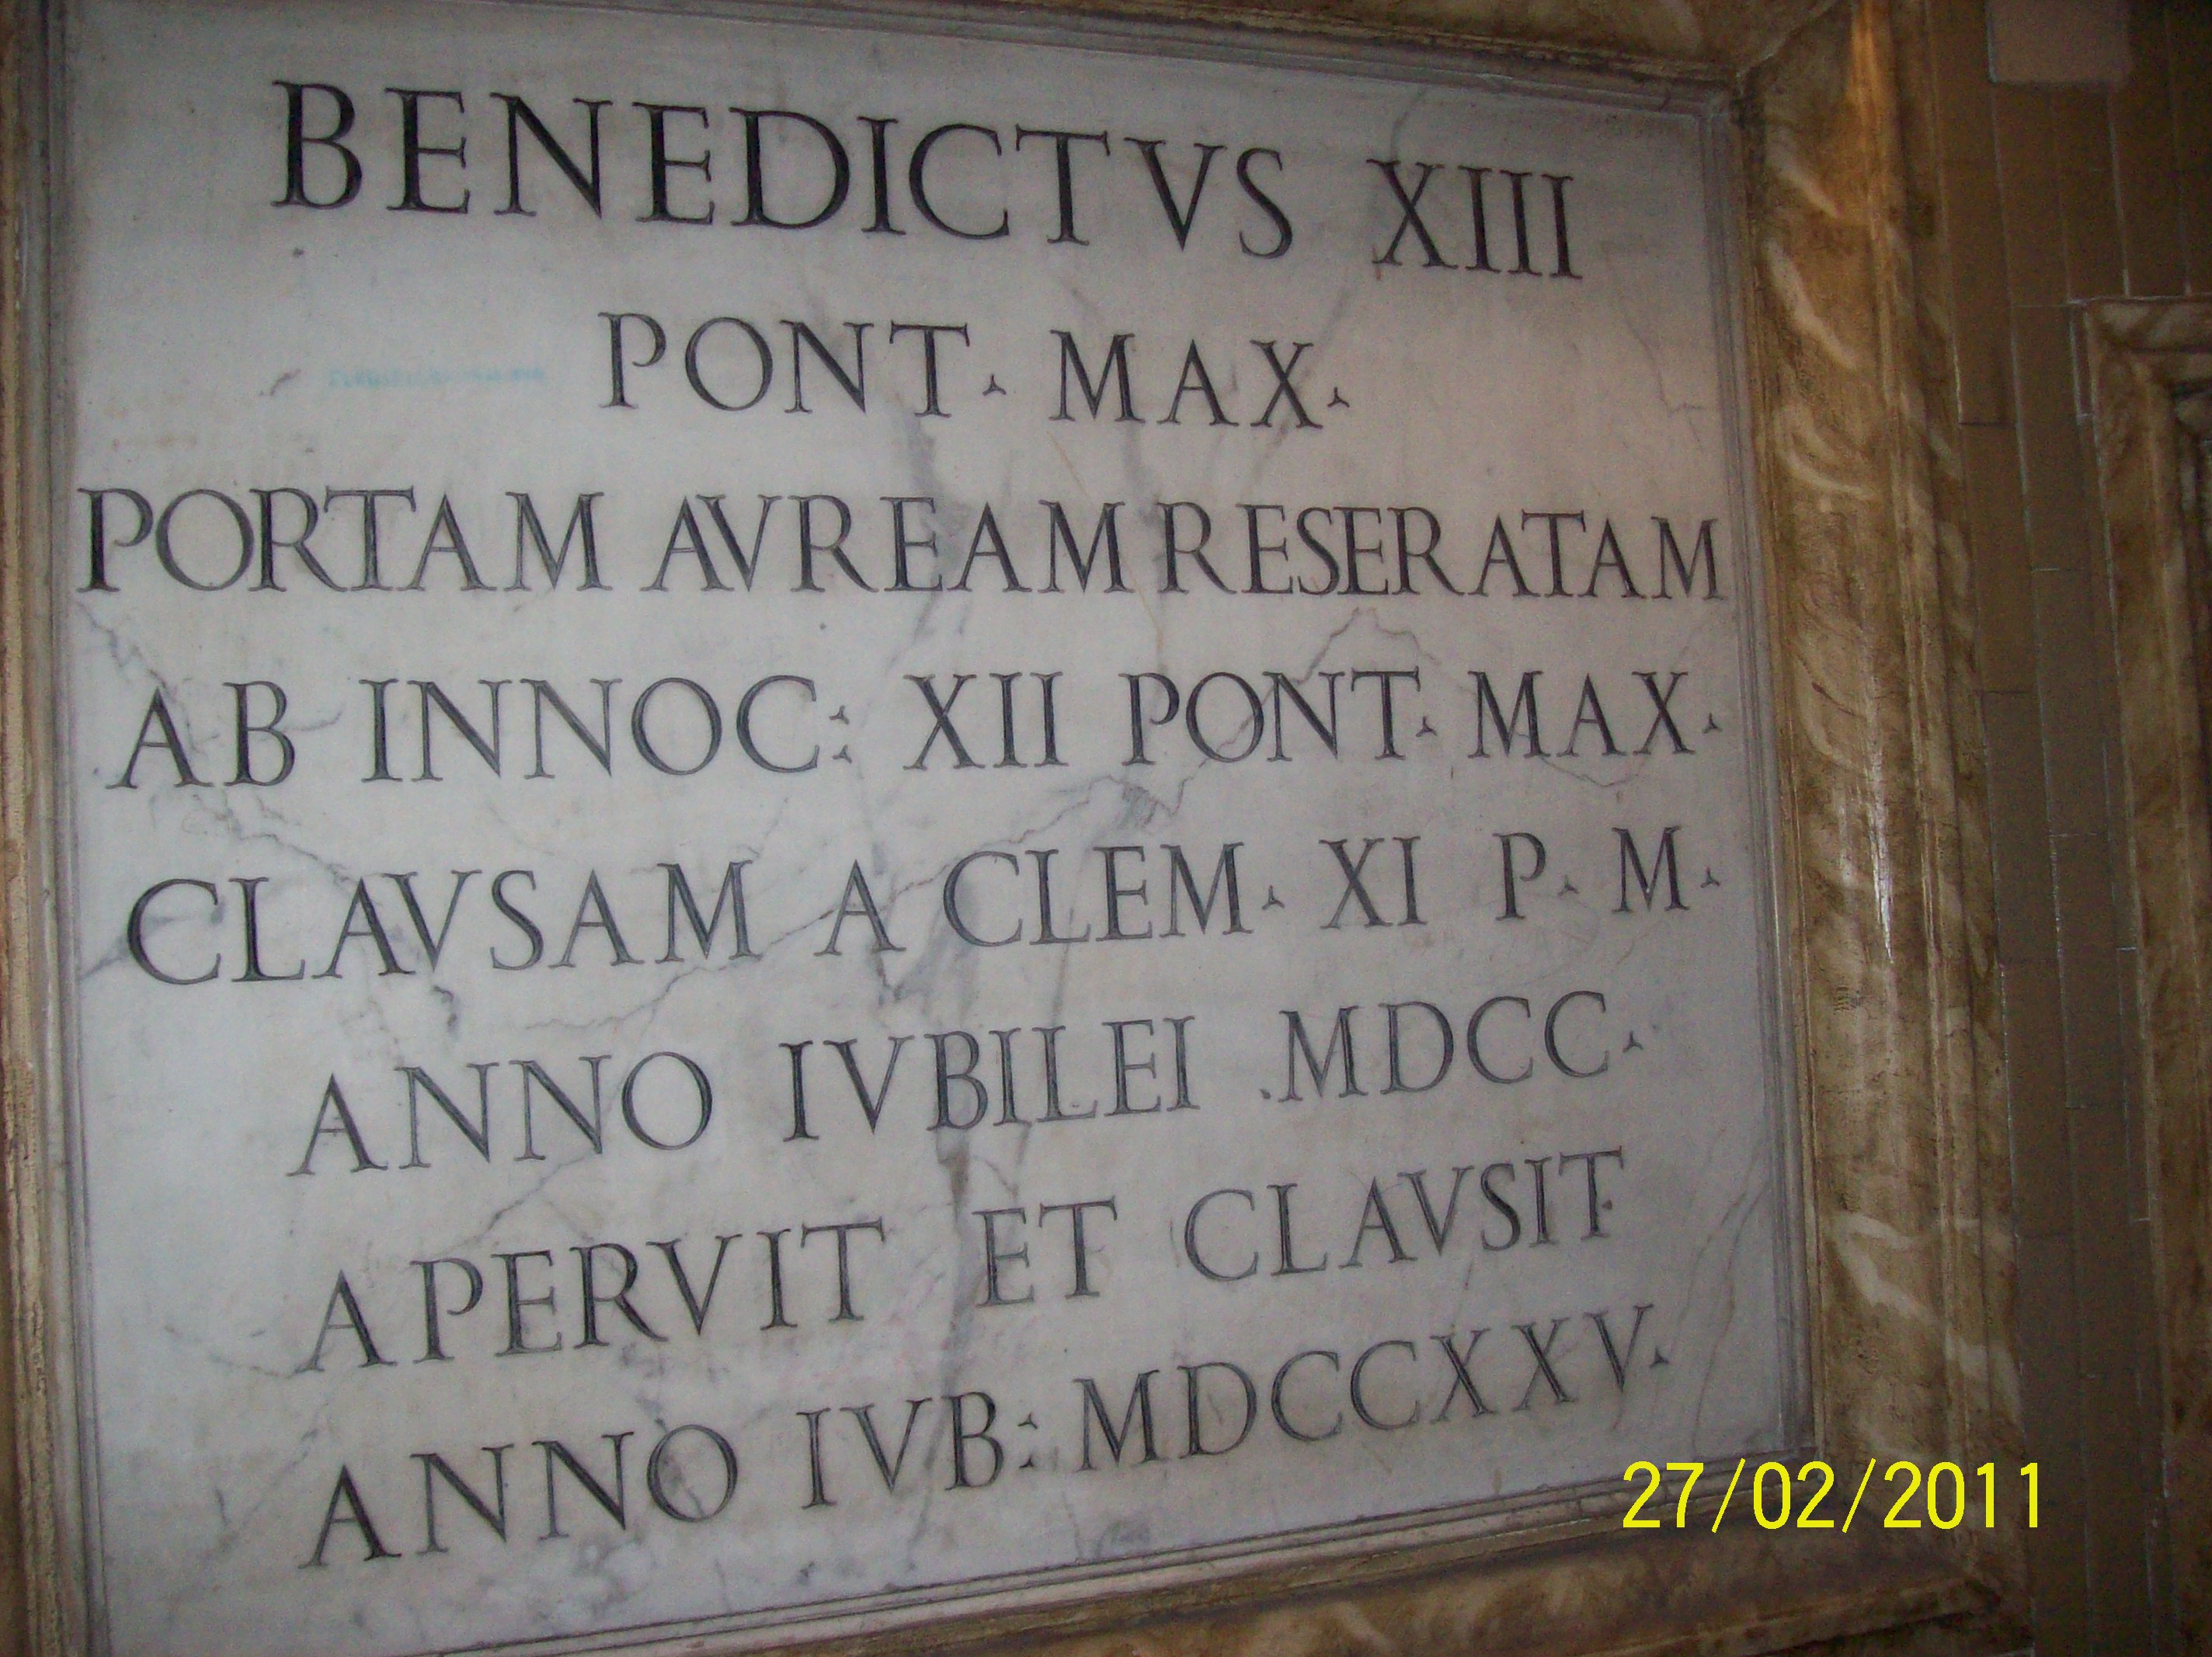 BENEDICTVS XIII
PONT. MAX.
PORTAM AVREAM RESERATAM
AB INNOC: XII PONT. MAX.
CLAVSAM A CLEM. XI P. M.
ANNO IVBILEI .MDCC.
APERVIT ET CLAVSIT
ANNO IVB: MDCCXXV.
27/02/2011